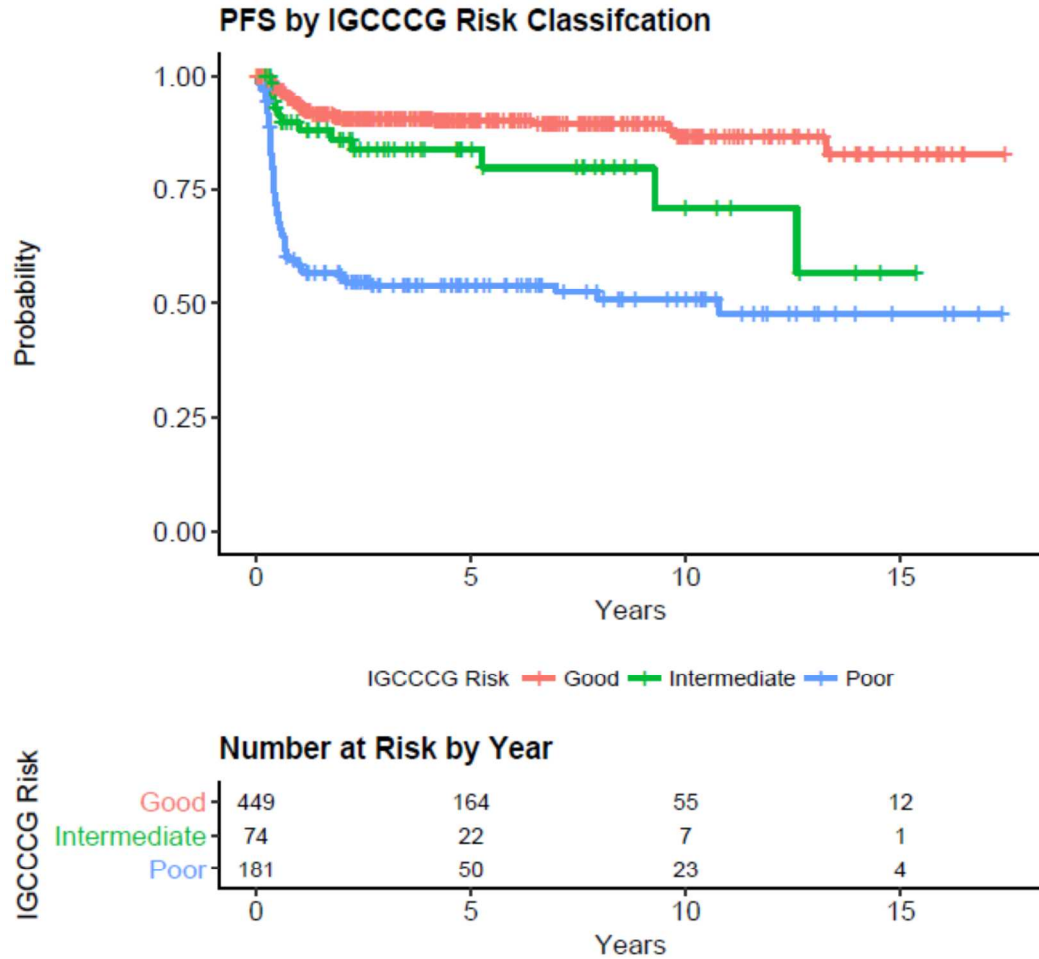 PFS by IGCCCG Risk Classifcation
1.00
0.75
0.50
0.25
0.00
Probability
0 5 10 15
Years
IGCCCG Risk Good Intermediate Poor
Number at Risk by Year
IGCCCG Risk
Good 449 164 55 12
Intermediate 74 22 7 1
Poor 181 50 23 4
0 5 10 15
Years